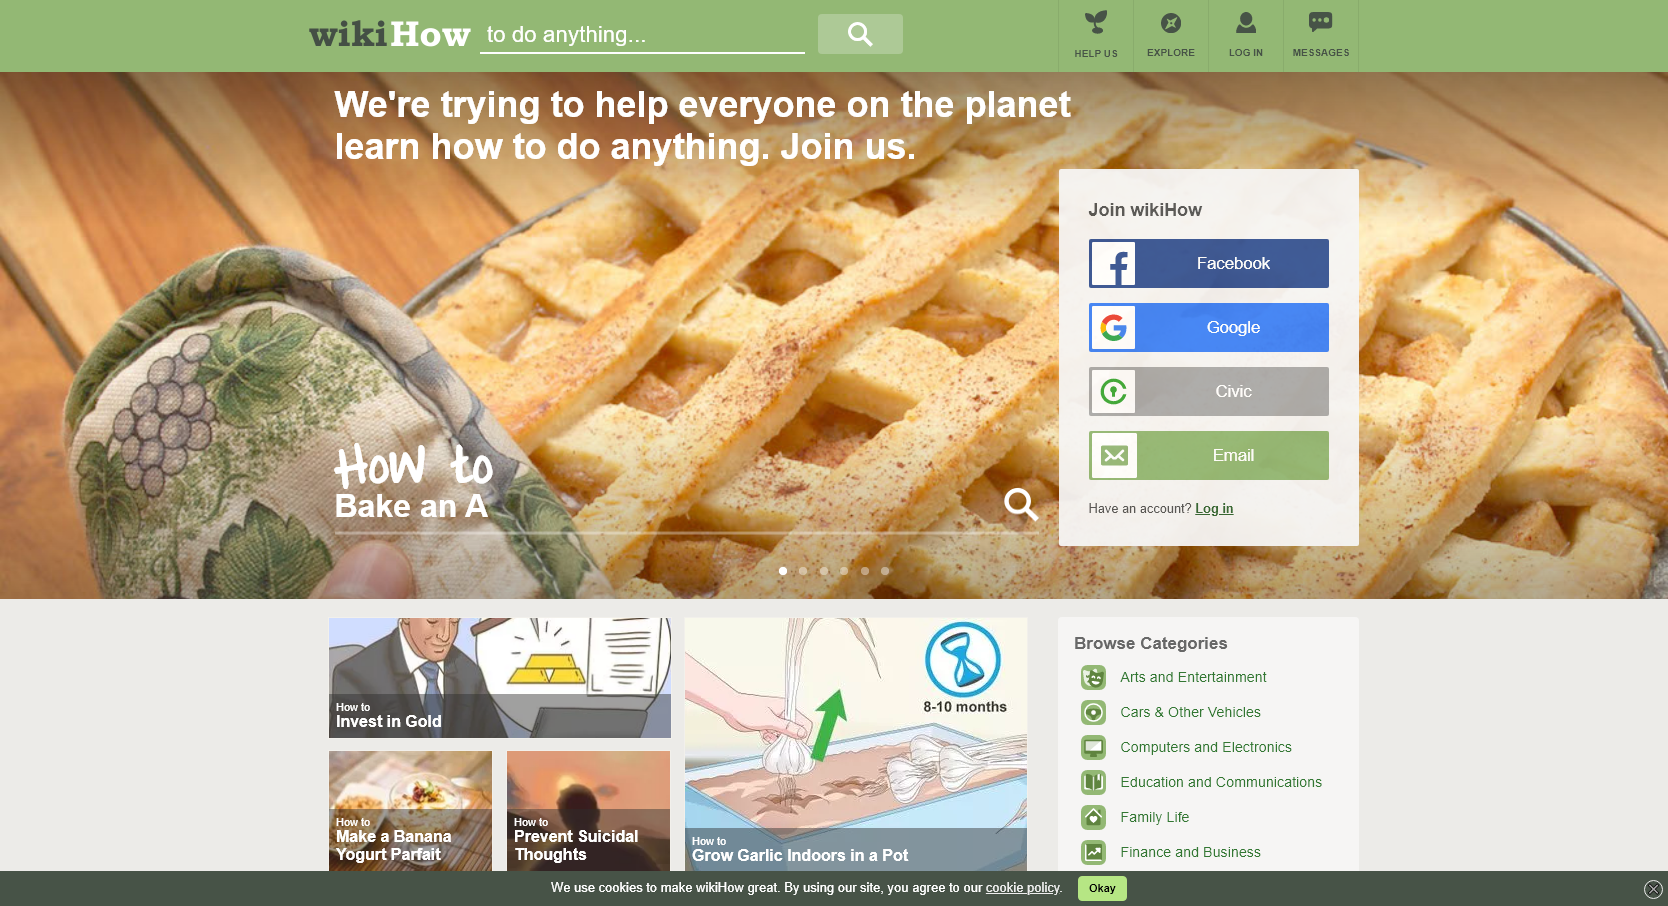 wikiHow
to do anything...
HELP US
EXPLORE
LOG IN
MESSAGES
We're trying to help everyone on the planet
learn how to do anything. Join us.
Join wikiHow
Facebook
Google
Civic
Email
Have an account? Log in
How to
Bake an A
How to
Invest in Gold
How to
Make a Banana
Yogurt Parfait
How to
Prevent Suicidal
Thoughts
8-10 months
How to
Grow Garlic Indoors in a Pot
Browse Categories
Arts and Entertainment
Cars & Other Vehicles
Computers and Electronics
Education and Communications
Family Life
Finance and Business
We use cookies to make wikiHow great. By using our site, you agree to our cookie policy.
Okay